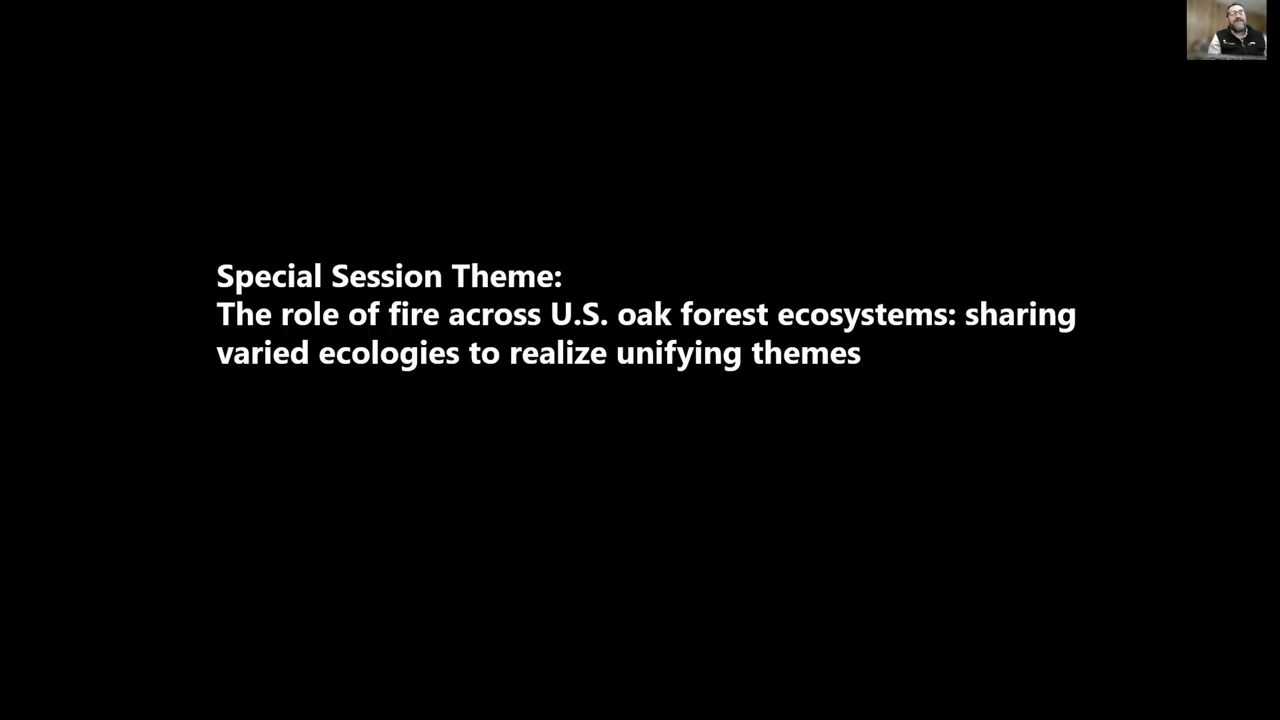 Special Session Theme:
The role of fire across U.S. oak forest ecosystems: sharing
varied ecologies to realize unifying themes